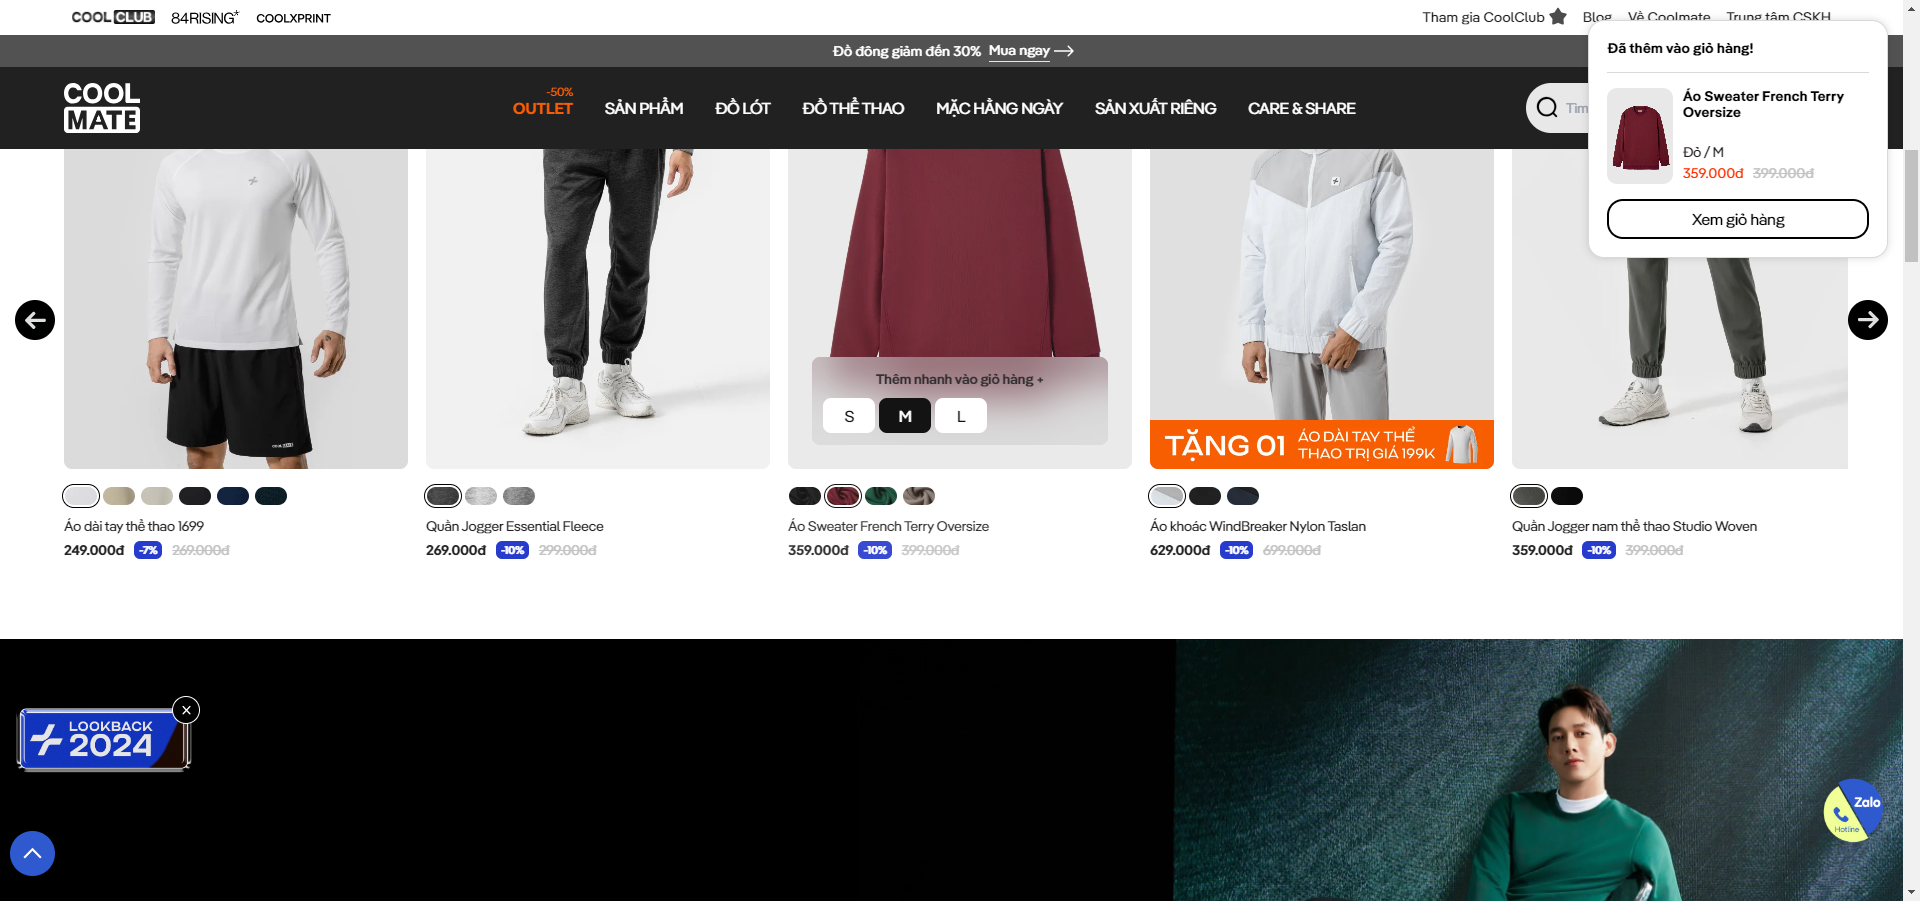 COOL CLUB
84RISING*
COOLXPRINT
Tham gia CoolClub
Blog
Về Coolmate
Trung tâm CSKH
Đồ đông giảm đến 30% Mua ngay
COOL
MATE
-50%
OUTLET
SẢN PHẨM
ĐỒ LÓT
ĐỒ THỂ THAO
MẶC HẰNG NGÀY
SẢN XUẤT RIÊNG
CARE & SHARE
Tìm
Đã thêm vào giỏ hàng!
Áo Sweater French Terry
Oversize
Đỏ / M
359.000đ 399.000đ
Xem giỏ hàng
COOLMATE
Thêm nhanh vào giỏ hàng +
S
M
L
TẶNG 01
ÁO DÀI TAY THỂ
THAO TRỊ GIÁ 199K
Áo dài tay thể thao 1699
249.000đ -7% 269.000đ
Quần Jogger Essential Fleece
269.000đ -10% 299.000đ
Áo Sweater French Terry Oversize
359.000đ -10% 399.000đ
Áo khoác WindBreaker Nylon Taslan
629.000đ -10% 699.000đ
Quần Jogger nam thể thao Studio Woven
359.000đ -10% 399.000đ
LOOKBACK
2024
Zalo
Hotline